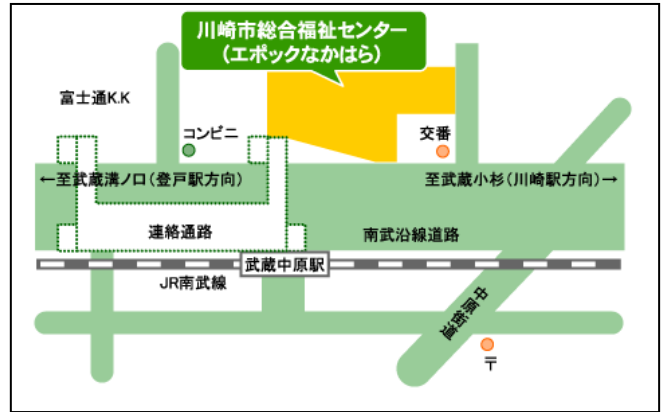 川崎市総合福祉センター
(エポックなかはら)
富士通K.K
コンビニ
交番
←至武蔵溝ノ口(登戸駅方向)
至武蔵小杉(川崎駅方向)→
連絡通路
南武沿線道路
武蔵中原駅
JR南武線
中原街道
〒